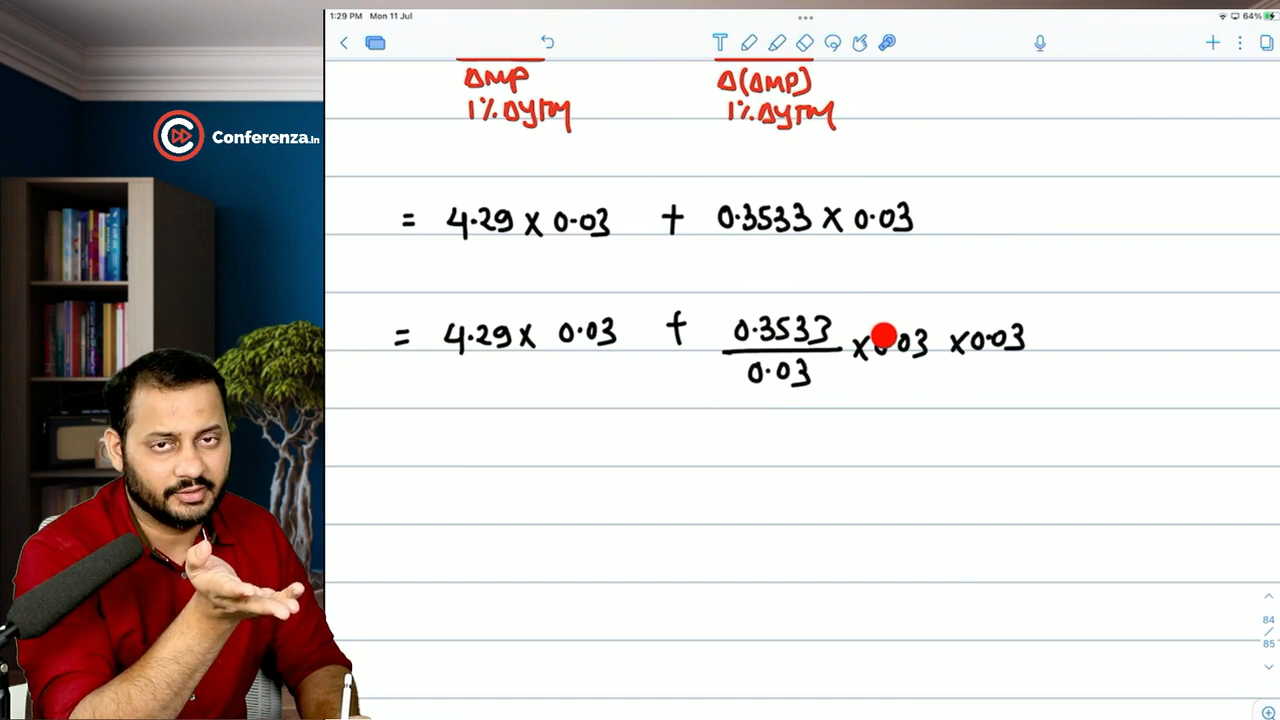 1:29 PM Mon 11 Jul
64%
Conferenza.in
ΔMP Δ(ΔMP)
1% ΔYTM 1% ΔYTM
= 4.29 x 0.03 + 0.3533 x 0.03
= 4.29 x 0.03 + 0.3533 x 0.03 x 0.03
0.03
84
/
85